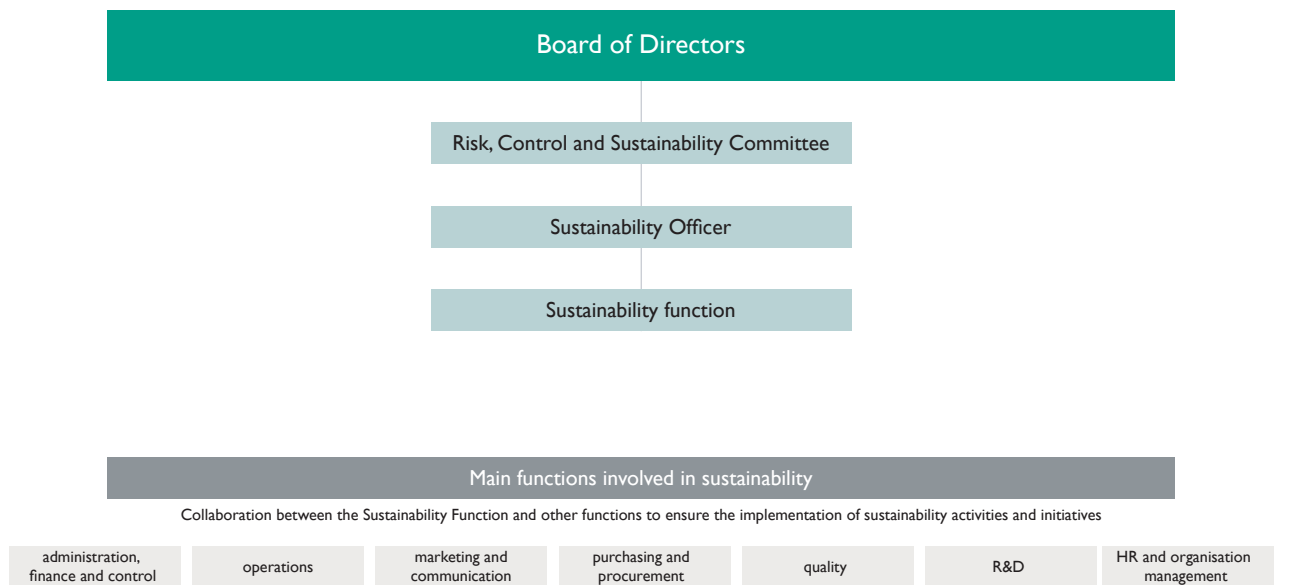 Board of Directors
Risk, Control and Sustainability Committee
Sustainability Officer
Sustainability function
Main functions involved in sustainability
Collaboration between the Sustainability Function and other functions to ensure the implementation of sustainability activities and initiatives
administration,
finance and control
operations
marketing and
communication
purchasing and
procurement
quality
R&D
HR and organisation
management